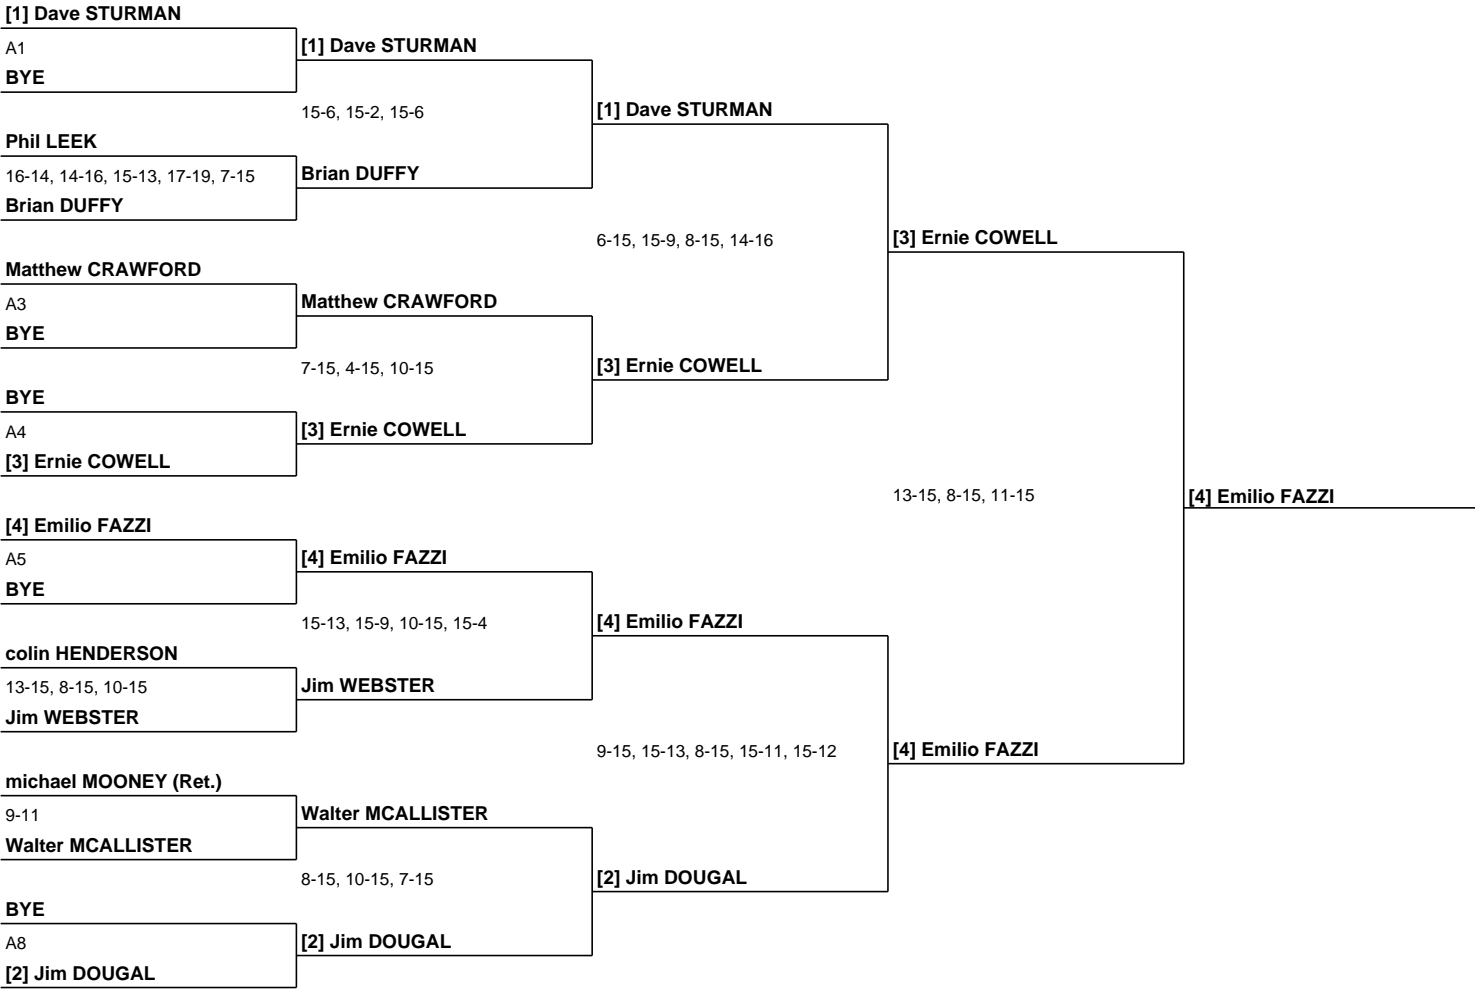 [1] Dave STURMAN
A1
BYE
Phil LEEK
16-14, 14-16, 15-13, 17-19, 7-15
Brian DUFFY
Matthew CRAWFORD
A3
BYE
BYE
A4
[3] Ernie COWELL
[4] Emilio FAZZI
A5
BYE
colin HENDERSON
13-15, 8-15, 10-15
Jim WEBSTER
michael MOONEY (Ret.)
9-11
Walter MCALLISTER
BYE
A8
[2] Jim DOUGAL
[1] Dave STURMAN
15-6, 15-2, 15-6
Brian DUFFY
Matthew CRAWFORD
7-15, 4-15, 10-15
[3] Ernie COWELL
[4] Emilio FAZZI
15-13, 15-9, 10-15, 15-4
Jim WEBSTER
Walter MCALLISTER
8-15, 10-15, 7-15
[2] Jim DOUGAL
[1] Dave STURMAN
6-15, 15-9, 8-15, 14-16
[3] Ernie COWELL
[4] Emilio FAZZI
9-15, 15-13, 8-15, 15-11, 15-12
[2] Jim DOUGAL
[3] Ernie COWELL
13-15, 8-15, 11-15
[4] Emilio FAZZI
[4] Emilio FAZZI